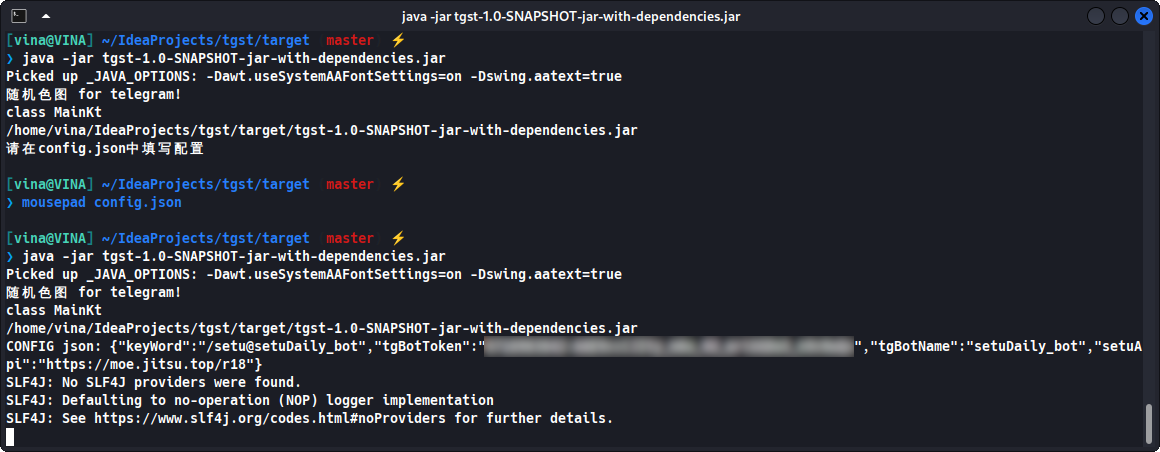 java -jar tgst-1.0-SNAPSHOT-jar-with-dependencies.jar
[vina@VINA] ~/IdeaProjects/tgst/target master ⚡
❯ java -jar tgst-1.0-SNAPSHOT-jar-with-dependencies.jar
Picked up _JAVA_OPTIONS: -Dawt.useSystemAAFontSettings=on -Dswing.aatext=true
随机色图 for telegram!
class MainKt
/home/vina/IdeaProjects/tgst/target/tgst-1.0-SNAPSHOT-jar-with-dependencies.jar
请在config.json中填写配置
[vina@VINA] ~/IdeaProjects/tgst/target master ⚡
❯ mousepad config.json
[vina@VINA] ~/IdeaProjects/tgst/target master ⚡
❯ java -jar tgst-1.0-SNAPSHOT-jar-with-dependencies.jar
Picked up _JAVA_OPTIONS: -Dawt.useSystemAAFontSettings=on -Dswing.aatext=true
随机色图 for telegram!
class MainKt
/home/vina/IdeaProjects/tgst/target/tgst-1.0-SNAPSHOT-jar-with-dependencies.jar
CONFIG json: {"keyWord":"/setu@setuDaily_bot","tgBotToken":"","tgBotName":"setuDaily_bot","setuA
pi":"https://moe.jitsu.top/r18"}
SLF4J: No SLF4J providers were found.
SLF4J: Defaulting to no-operation (NOP) logger implementation
SLF4J: See https://www.slf4j.org/codes.html#noProviders for further details.